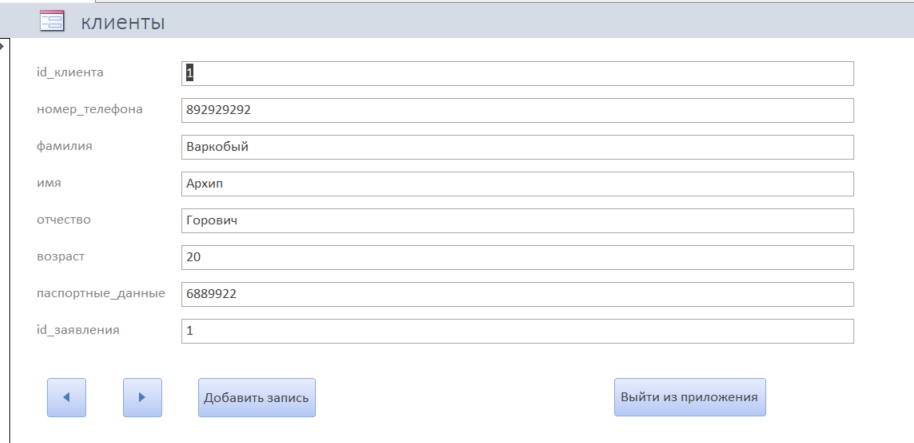 клиенты
id_клиента 1
номер_телефона 892929292
фамилия Варкобый
имя Архип
отчество Горович
возраст 20
паспортные_данные 6889922
id_заявления 1
Добавить запись Выйти из приложения